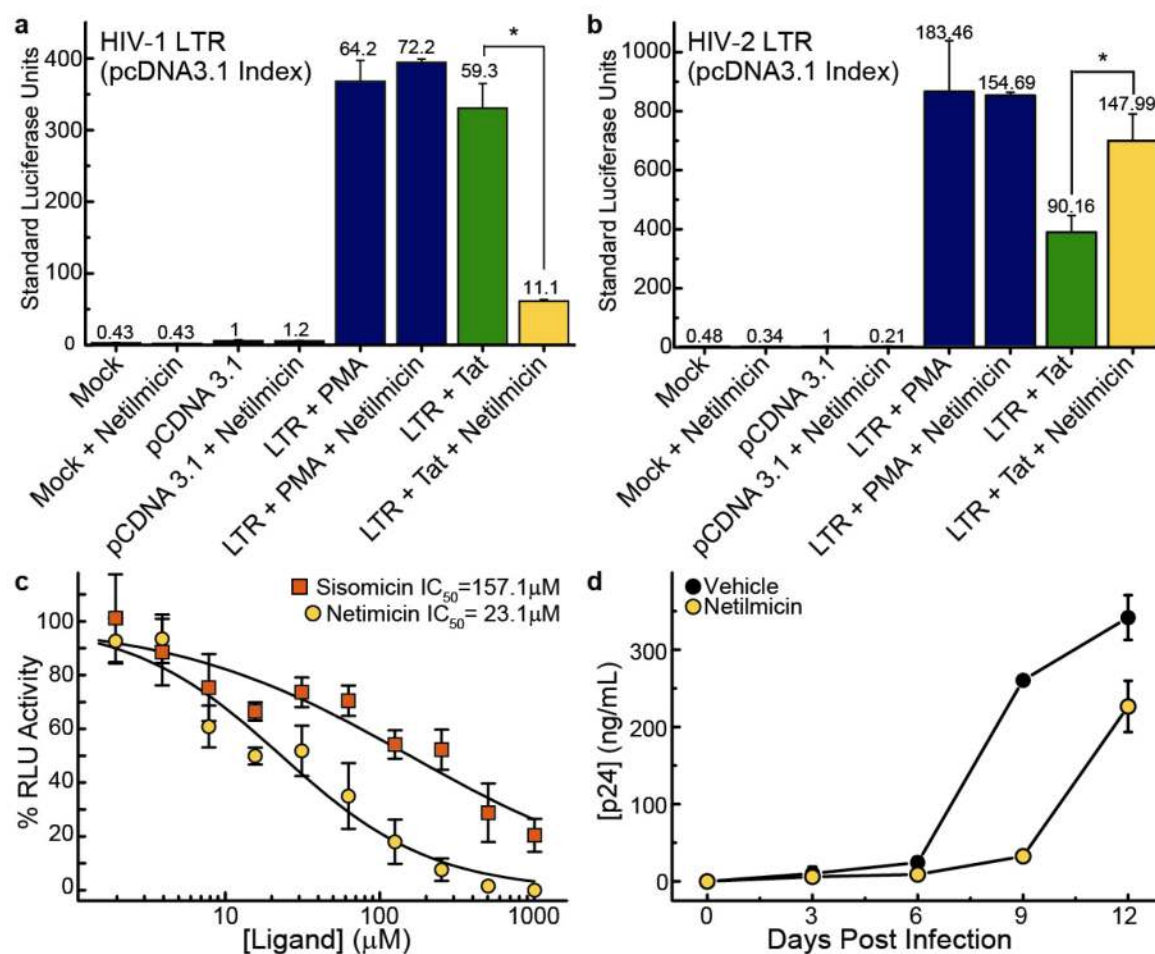 a
HIV-1 LTR
(pcDNA3.1 Index)
Standard Luciferase Units
400
300
200
100
0
0.43
0.43
1
1.2
64.2
72.2
59.3
11.1
*
Mock
Mock + Netilmicin
pCDNA 3.1
pCDNA 3.1 + Netilmicin
LTR + PMA
LTR + PMA + Netilmicin
LTR + Tat
LTR + Tat + Netilmicin
b
HIV-2 LTR
(pcDNA3.1 Index)
Standard Luciferase Units
1000
800
600
400
200
0
0.48
0.34
1
0.21
183.46
154.69
90.16
147.99
*
Mock
Mock + Netilmicin
pCDNA 3.1
pCDNA 3.1 + Netilmicin
LTR + PMA
LTR + PMA + Netilmicin
LTR + Tat
LTR + Tat + Netilmicin
c
Sisomicin IC50=157.1µM
Netimicin IC50= 23.1µM
% RLU Activity
100
80
60
40
20
0
10
100
1000
[Ligand] (µM)
d
Vehicle
Netilmicin
[p24] (ng/mL)
300
200
100
0
0
3
6
9
12
Days Post Infection